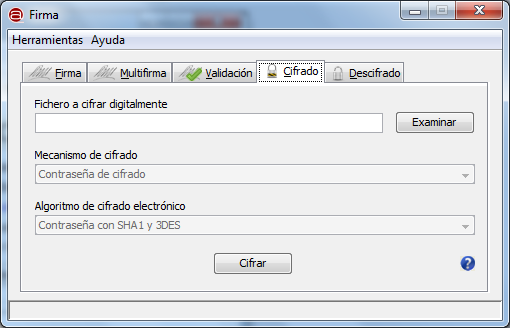 Firma
Herramientas Ayuda
Firma Multifirma Validación Cifrado Descifrado
Fichero a cifrar digitalmente
Examinar
Mecanismo de cifrado
Contraseña de cifrado
Algoritmo de cifrado electrónico
Contraseña con SHA1 y 3DES
Cifrar ?